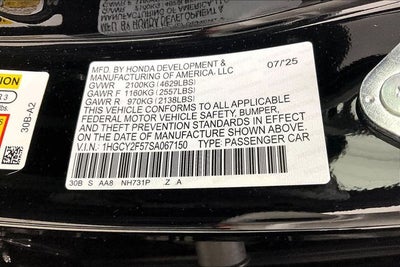 MFD. BY HONDA DEVELOPMENT & 07/25
MANUFACTURING OF AMERICA, LLC
GVWR 2100KG (4629LBS)
GAWR F 1160KG (2557LBS)
GAWR R 970KG (2138LBS)
THIS VEHICLE CONFORMS TO ALL APPLICABLE
FEDERAL MOTOR VEHICLE SAFETY, BUMPER,
AND THEFT PREVENTION STANDARDS IN EFFECT
ON THE DATE OF MANUFACTURE SHOWN ABOVE.
V.I.N.: 1HGCY2F57SA067150 TYPE: PASSENGER CAR
30B S AA8 NH731P Z A
30B-A2